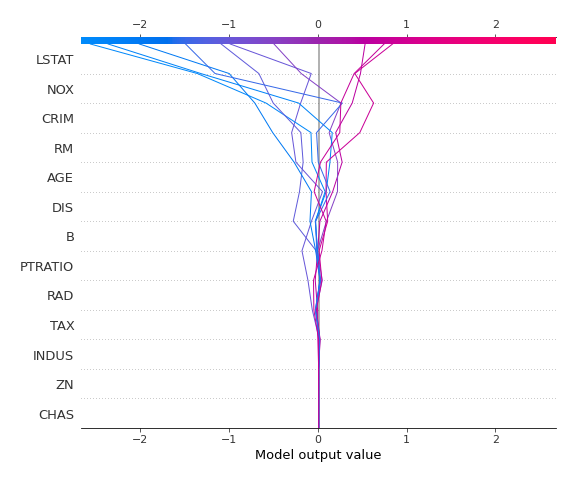 −2 −1 0 1 2
LSTAT
NOX
CRIM
RM
AGE
DIS
B
PTRATIO
RAD
TAX
INDUS
ZN
CHAS
−2 −1 0 1 2
Model output value